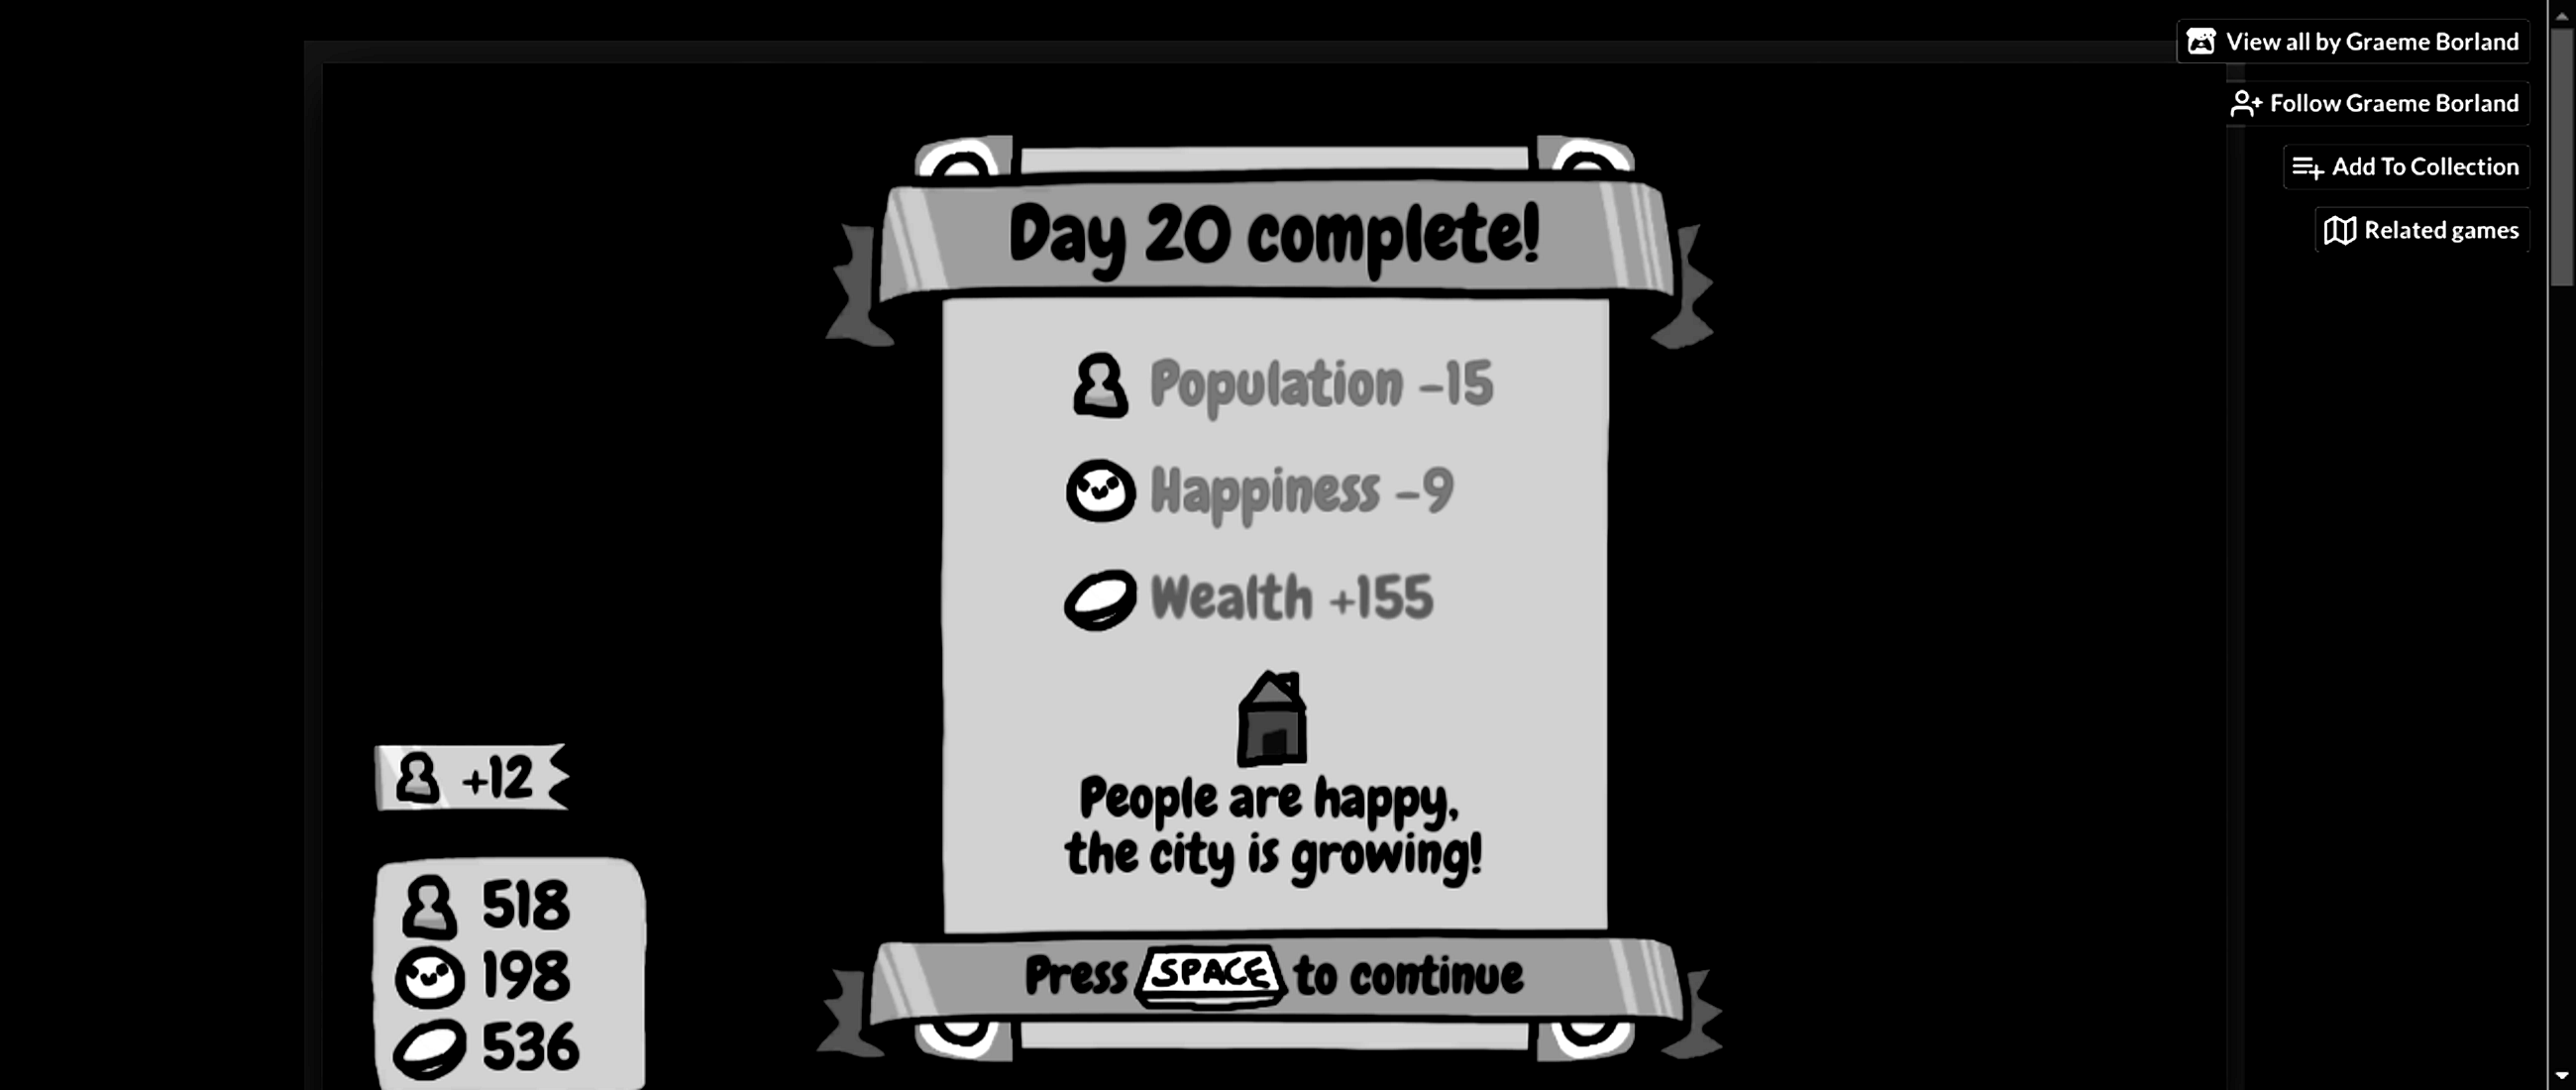 View all by Graeme Borland
Follow Graeme Borland
Add To Collection
Related games
Day 20 complete!
Population -15
Happiness -9
Wealth +155
People are happy,
the city is growing!
Press SPACE to continue
+12
518
198
536